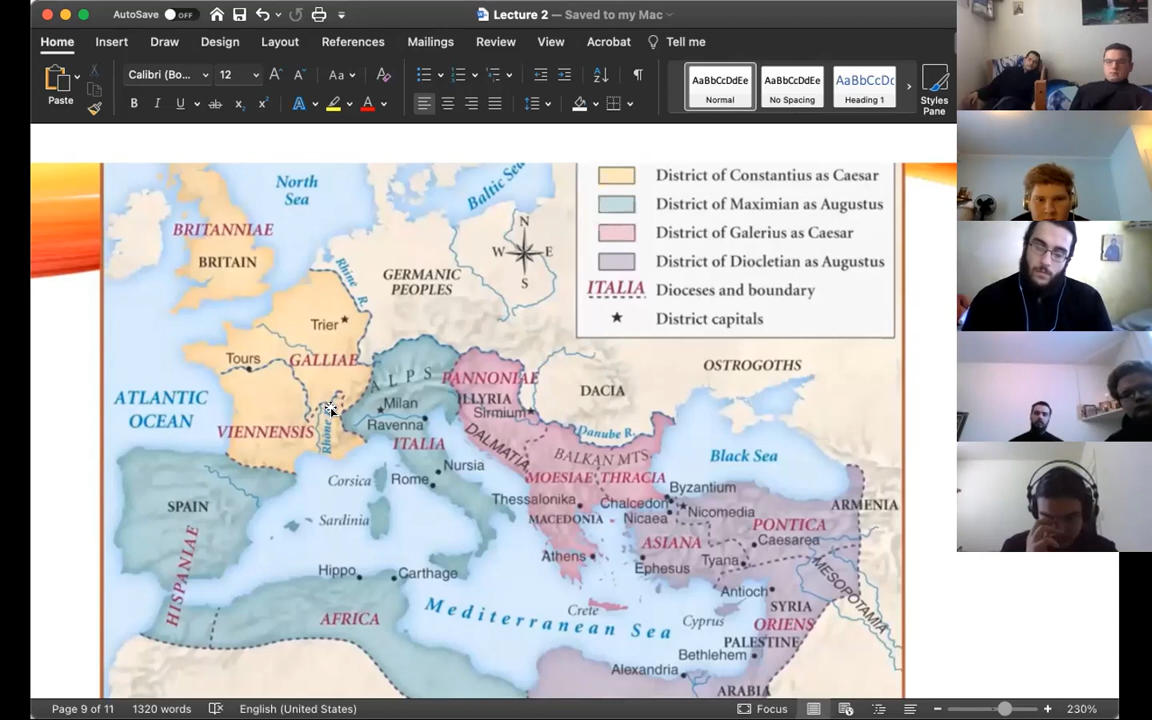 AutoSave OFF
Lecture 2 — Saved to my Mac
Home Insert Draw Design Layout References Mailings Review View Acrobat Tell me
Paste
Calibri (Bo... 12
AaBbCcDdEe
Normal
AaBbCcDdEe
No Spacing
AaBbCcDc
Heading 1
Styles
Pane
District of Constantius as Caesar
District of Maximian as Augustus
District of Galerius as Caesar
District of Diocletian as Augustus
ITALIA Dioceses and boundary
District capitals
N
W E
S
North
Sea
Baltic Sea
BRITANNIAE
BRITAIN
Rhine R.
GERMANIC
PEOPLES
Trier
Tours
GALLIAE
ATLANTIC
OCEAN
VIENNENSIS
Rhône
ALPS
Milan
Ravenna
ITALIA
PANNONIAE
ILLYRIA
Sirmium
DACIA
OSTROGOTHS
Danube R.
DALMATIA
BALKAN MTS.
MOESIAE THRACIA
Black Sea
Nursia
Rome
Corsica
Sardinia
SPAIN
HISPANIAE
Thessalonika
MACEDONIA
Byzantium
Chalcedon
Nicomedia
Nicaea
ARMENIA
PONTICA
Caesarea
ASIANA
Athens
Ephesus
Tyana
Hippo
Carthage
AFRICA
Mediterranean Sea
Crete
Cyprus
Antioch
MESOPOTAMIA
SYRIA
ORIENS
PALESTINE
Bethlehem
Alexandria
ARABIA
Page 9 of 11 1320 words English (United States) Focus 230%